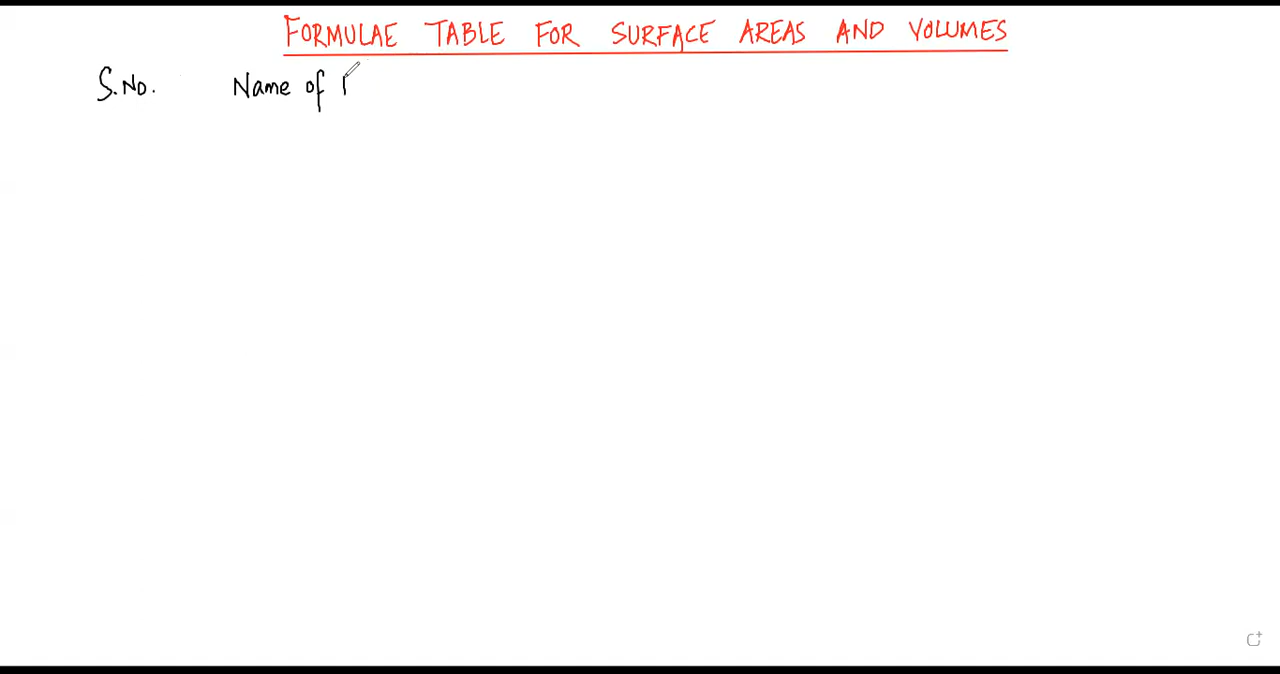 FORMULAE TABLE FOR SURFACE AREAS AND VOLUMES
S.No. Name of